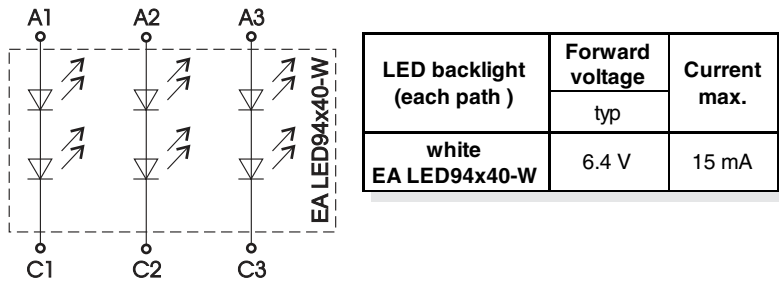 A1 A2 A3
EA LED94x40-W
C1 C2 C3
LED backlight
(each path )
Forward
voltage
typ
Current
max.
white
EA LED94x40-W
6.4 V
15 mA